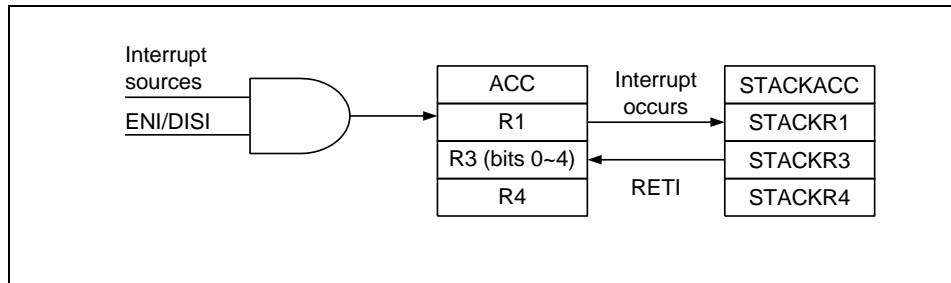 Interrupt
sources
ENI/DISI
ACC
R1
R3 (bits 0~4)
R4
Interrupt
occurs
RETI
STACKACC
STACKR1
STACKR3
STACKR4